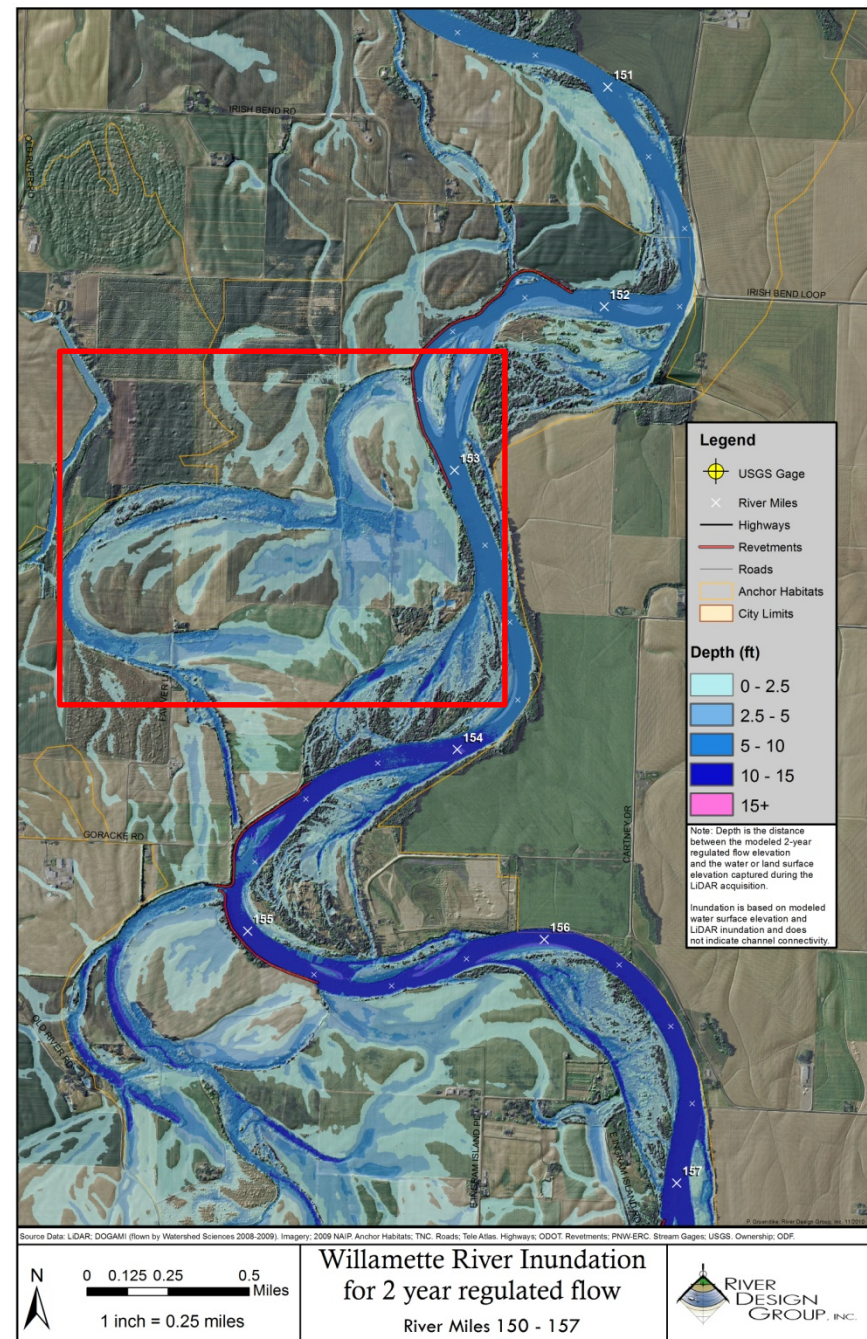 151
IRISH BEND RD
152
IRISH BEND LOOP
153
Legend
USGS Gage
River Miles
Highways
Revetments
Roads
Anchor Habitats
City Limits
Depth (ft)
0 - 2.5
2.5 - 5
5 - 10
10 - 15
15+
Note: Depth is the distance
between the modeled 2-year
regulated flow elevation
and the water or land surface
elevation captured during the
LiDAR acquisition.
Inundation is based on modeled
water surface elevation and
LiDAR inundation and does
not indicate channel connectivity.
154
GORACKE RD
CARTNEY DR
155
156
OLD RIVER RD
157
Source Data: LiDAR; DOGAMI (flown by Watershed Sciences 2008-2009). Imagery; 2009 NAIP. Anchor Habitats; TNC. Roads; Tele Atlas. Highways; ODOT. Revetments; PNW-ERC. Stream Gages; USGS. Ownership; ODF.
N
0 0.125 0.25 0.5
Miles
1 inch = 0.25 miles
Willamette River Inundation
for 2 year regulated flow
River Miles 150 - 157
RIVER
DESIGN
GROUP, INC.